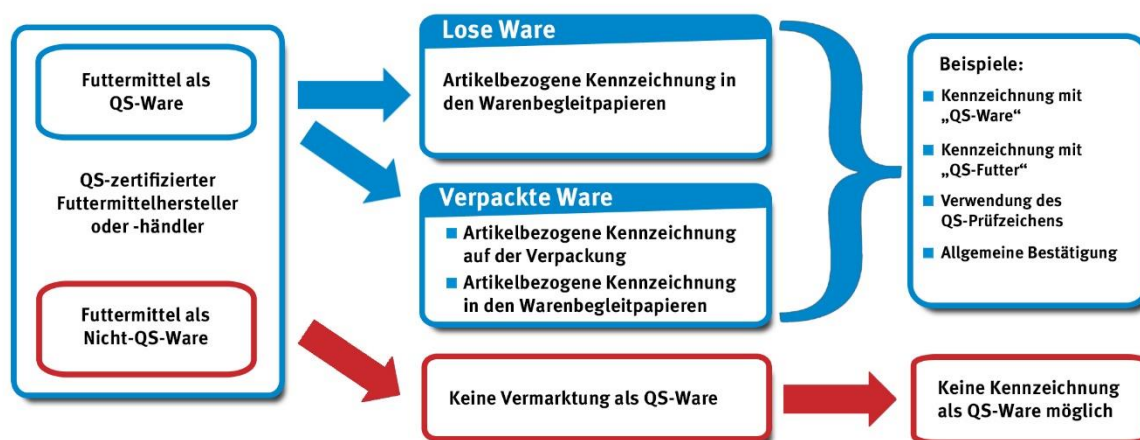 Futtermittel als
QS-Ware
QS-zertifizierter
Futtermittelhersteller
oder -händler
Futtermittel als
Nicht-QS-Ware
Lose Ware
Artikelbezogene Kennzeichnung in
den Warenbegleitpapieren
Verpackte Ware
Artikelbezogene Kennzeichnung
auf der Verpackung
Artikelbezogene Kennzeichnung
in den Warenbegleitpapieren
Keine Vermarktung als QS-Ware
Beispiele:
Kennzeichnung mit
„QS-Ware“
Kennzeichnung mit
„QS-Futter“
Verwendung des
QS-Prüfzeichens
Allgemeine Bestätigung
Keine Kennzeichnung
als QS-Ware möglich